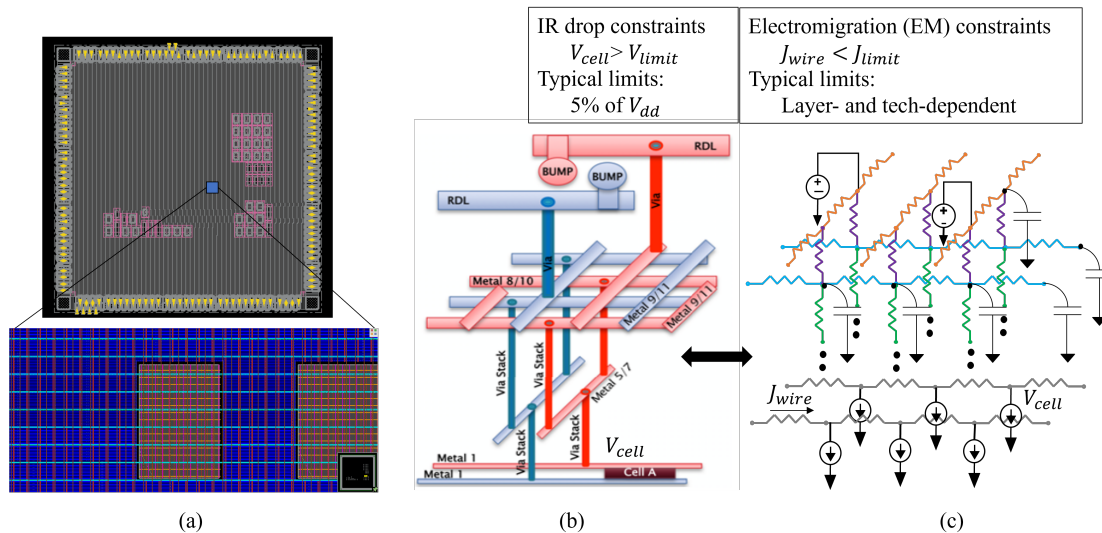 IR drop constraints
V_cell > V_limit
Typical limits:
5% of V_dd
Electromigration (EM) constraints
J_wire < J_limit
Typical limits:
Layer- and tech-dependent
RDL
BUMP
BUMP
RDL
Via
Via
Metal 8/10
Metal 9/11
Metal 9/11
Via Stack
Via Stack
Metal 5/7
Via Stack
Via Stack
V_cell
Metal 1
Metal 1
Cell A
J_wire
V_cell
(a)
(b)
(c)